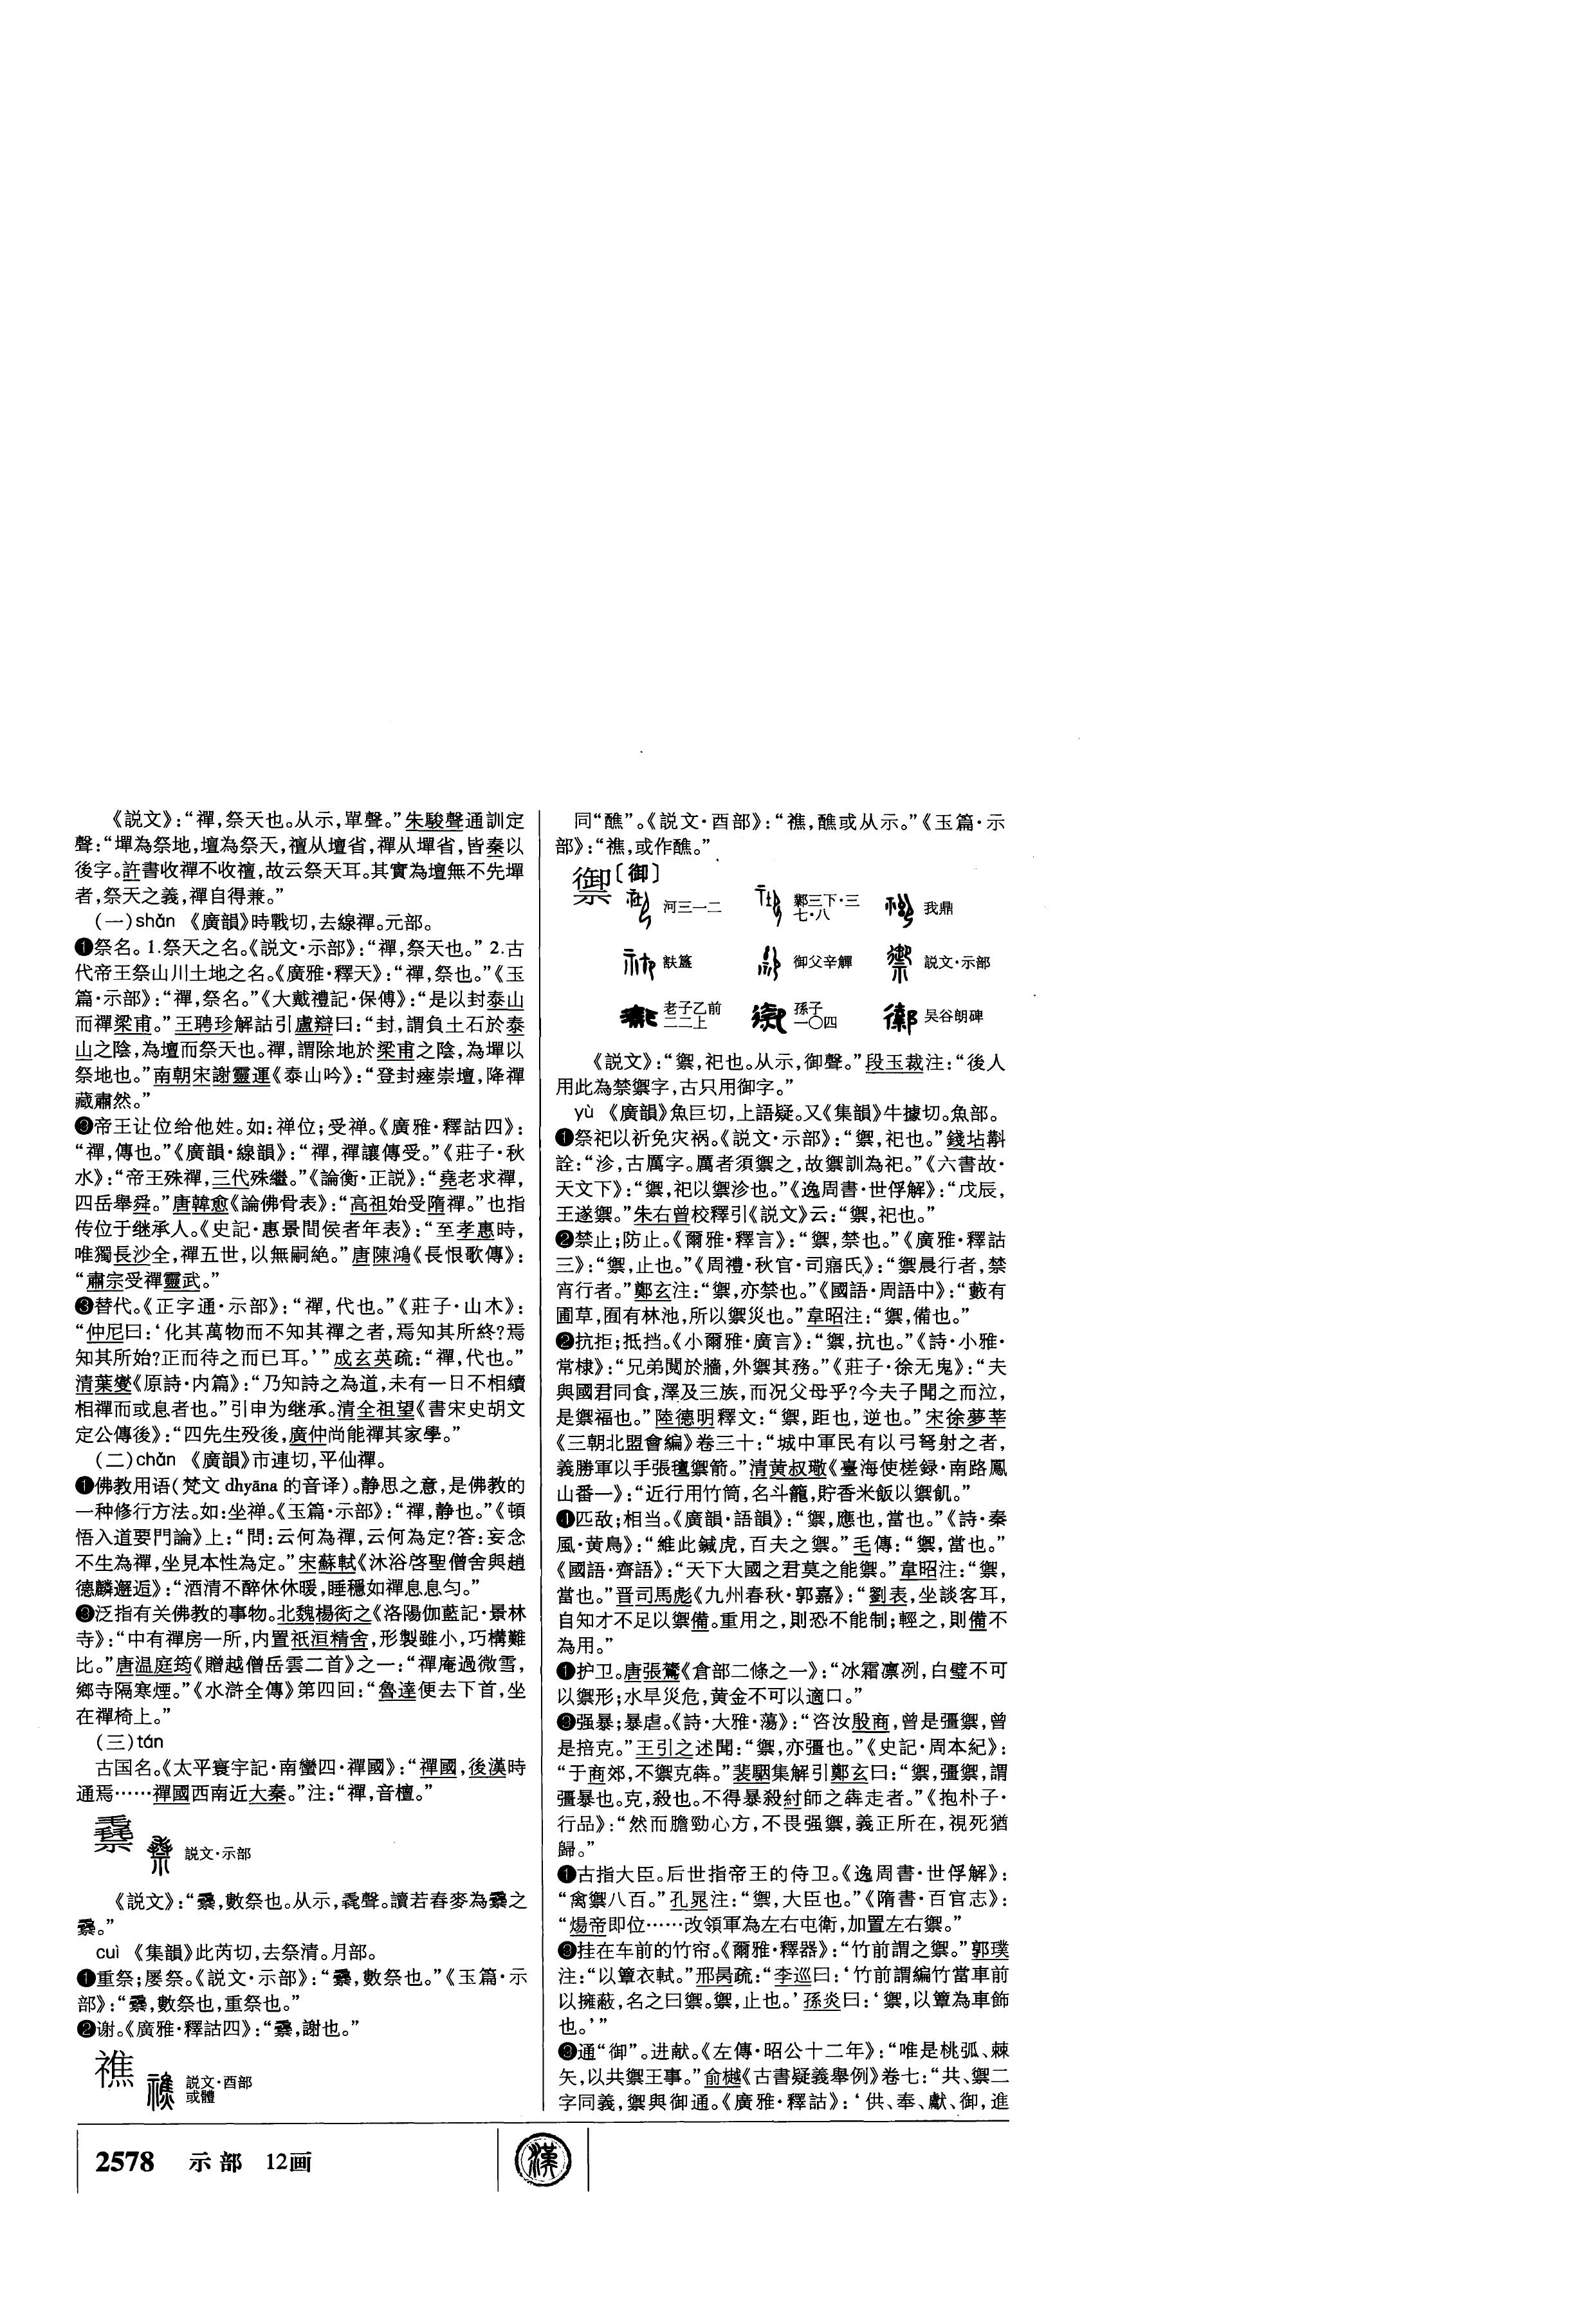 《説文》：“禪，祭天也。从示，單聲。”朱駿聲通訓定
聲：“墠為祭地，壇為祭天，䄠从壇省，禪从墠省，皆秦以
後字。許書收禪不收䄠，故云祭天耳。其實為壇無不先墠
者，祭天之義，禪自得兼。”
（一）shǎn 《廣韻》時戰切，去線禪。元部。
❶祭名。1.祭天之名。《説文·示部》：“禪，祭天也。”2.古
代帝王祭山川土地之名。《廣雅·釋天》：“禪，祭也。”《玉
篇·示部》：“禪，祭名。”《大戴禮記·保傅》：“是以封泰山
而禪梁甫。”王聘珍解詁引盧辯曰：“封，謂負土石於泰
山之陰，為壇而祭天也。禪，謂除地於梁甫之陰，為墠以
祭地也。”南朝宋謝靈運《泰山吟》：“登封瘞崇壇，降禪
藏肅然。”
❷帝王让位给他姓。如：禅位；受禅。《廣雅·釋詁四》：
“禪，傳也。”《廣韻·線韻》：“禪，禪讓傳受。”《莊子·秋
水》：“帝王殊禪，三代殊繼。”《論衡·正説》：“堯老求禪，
四岳舉舜。”唐韓愈《論佛骨表》：“高祖始受隋禪。”也指
传位于继承人。《史記·惠景間侯者年表》：“至孝惠時，
唯獨長沙全，禪五世，以無嗣絶。”唐陳鴻《長恨歌傳》：
“肅宗受禪靈武。”
❸替代。《正字通·示部》：“禪，代也。”《莊子·山木》：
“仲尼曰：‘化其萬物而不知其禪之者，焉知其所終？焉
知其所始？正而待之而已耳。’”成玄英疏：“禪，代也。”
清葉燮《原詩·内篇》：“乃知詩之為道，未有一日不相續
相禪而或息者也。”引申为继承。清全祖望《書宋史胡文
定公傳後》：“四先生殁後，廣仲尚能禪其家學。”
（二）chǎn 《廣韻》市連切，平仙禪。
❶佛教用语（梵文 dhyāna 的音译）。静思之意，是佛教的
一种修行方法。如：坐禅。《玉篇·示部》：“禪，静也。”《頓
悟入道要門論》上：“問：云何為禪，云何為定？答：妄念
不生為禪，坐見本性為定。”宋蘇軾《沐浴啓聖僧舍與趙
德麟邂逅》：“酒清不醉休休暖，睡穩如禪息息匀。”
❷泛指有关佛教的事物。北魏楊衒之《洛陽伽藍記·景林
寺》：“中有禪房一所，内置祇洹精舍，形製雖小，巧構難
比。”唐温庭筠《贈越僧岳雲二首》之一：“禪庵過微雪，
鄉寺隔寒煙。”《水滸全傳》第四回：“魯達便去下首，坐
在禪椅上。”
（三）tán
古国名。《太平寰宇記·南蠻四·禪國》：“禪國，後漢時
通焉……禪國西南近大秦。”注：“禪，音檀。”
䄟
説文·示部
《説文》：“䄟，數祭也。从示，毳聲。讀若舂麥為䄟之
䄟。”
cuì 《集韻》此芮切，去祭清。月部。
❶重祭；屡祭。《説文·示部》：“䄟，數祭也。”《玉篇·示
部》：“䄟，數祭也，重祭也。”
❷谢。《廣雅·釋詁四》：“䄟，謝也。”
𥛲
説文·酉部
或體
同“醮”。《説文·酉部》：“𥛲，醮或从示。”《玉篇·示
部》：“𥛲，或作醮。”
禦〔御〕
河三一二
鄴三下·三
七·八
我鼎
㝬簋
御父辛觶
説文·示部
老子乙前
二二上
孫子
一〇四
吴谷朗碑
《説文》：“禦，祀也。从示，御聲。”段玉裁注：“後人
用此為禁禦字，古只用御字。”
yù 《廣韻》魚巨切，上語疑。又《集韻》牛據切。魚部。
❶祭祀以祈免灾祸。《説文·示部》：“禦，祀也。”錢坫斠
詮：“沴，古厲字。厲者須禦之，故禦訓為祀。”《六書故·
天文下》：“禦，祀以禦沴也。”《逸周書·世俘解》：“戊辰，
王遂禦。”朱右曾校釋引《説文》云：“禦，祀也。”
❷禁止；防止。《爾雅·釋言》：“禦，禁也。”《廣雅·釋詁
三》：“禦，止也。”《周禮·秋官·司寤氏》：“禦晨行者，禁
宵行者。”鄭玄注：“禦，亦禁也。”《國語·周語中》：“藪有
圃草，囿有林池，所以禦災也。”韋昭注：“禦，備也。”
❷抗拒；抵挡。《小爾雅·廣言》：“禦，抗也。”《詩·小雅·
常棣》：“兄弟鬩於牆，外禦其務。”《莊子·徐无鬼》：“夫
與國君同食，澤及三族，而况父母乎？今夫子聞之而泣，
是禦福也。”陸德明釋文：“禦，距也，逆也。”宋徐夢莘
《三朝北盟會編》卷三十：“城中軍民有以弓弩射之者，
義勝軍以手張氊禦箭。”清黄叔璥《臺海使槎録·南路鳳
山番一》：“近行用竹筒，名斗籠，貯香米飯以禦飢。”
❹匹敌；相当。《廣韻·語韻》：“禦，應也，當也。”《詩·秦
風·黄鳥》：“維此鍼虎，百夫之禦。”毛傳：“禦，當也。”
《國語·齊語》：“天下大國之君莫之能禦。”韋昭注：“禦，
當也。”晋司馬彪《九州春秋·郭嘉》：“劉表，坐談客耳，
自知才不足以禦備。重用之，則恐不能制；輕之，則備不
為用。”
❶护卫。唐張鷟《倉部二條之一》：“冰霜凛冽，白璧不可
以禦形；水旱災危，黄金不可以適口。”
❸强暴；暴虐。《詩·大雅·蕩》：“咨汝殷商，曾是彊禦，曾
是掊克。”王引之述聞：“禦，亦彊也。”《史記·周本紀》：
“于商郊，不禦克犇。”裴駰集解引鄭玄曰：“禦，彊禦，謂
彊暴也。克，殺也。不得暴殺紂師之犇走者。”《抱朴子·
行品》：“然而膽勁心方，不畏强禦，義正所在，視死猶
歸。”
❶古指大臣。后世指帝王的侍卫。《逸周書·世俘解》：
“禽禦八百。”孔晁注：“禦，大臣也。”《隋書·百官志》：
“煬帝即位……改領軍為左右屯衛，加置左右禦。”
❸挂在车前的竹帘。《爾雅·釋器》：“竹前謂之禦。”郭璞
注：“以簟衣軾。”邢昺疏：“李巡曰：‘竹前謂編竹當車前
以擁蔽，名之曰禦。禦，止也。’孫炎曰：‘禦，以簟為車飾
也。’”
❸通“御”。进献。《左傳·昭公十二年》：“唯是桃弧、棘
矢，以共禦王事。”俞樾《古書疑義舉例》卷七：“共、禦二
字同義，禦與御通。《廣雅·釋詁》：‘供、奉、獻、御，進
2578 示部 12画
漢